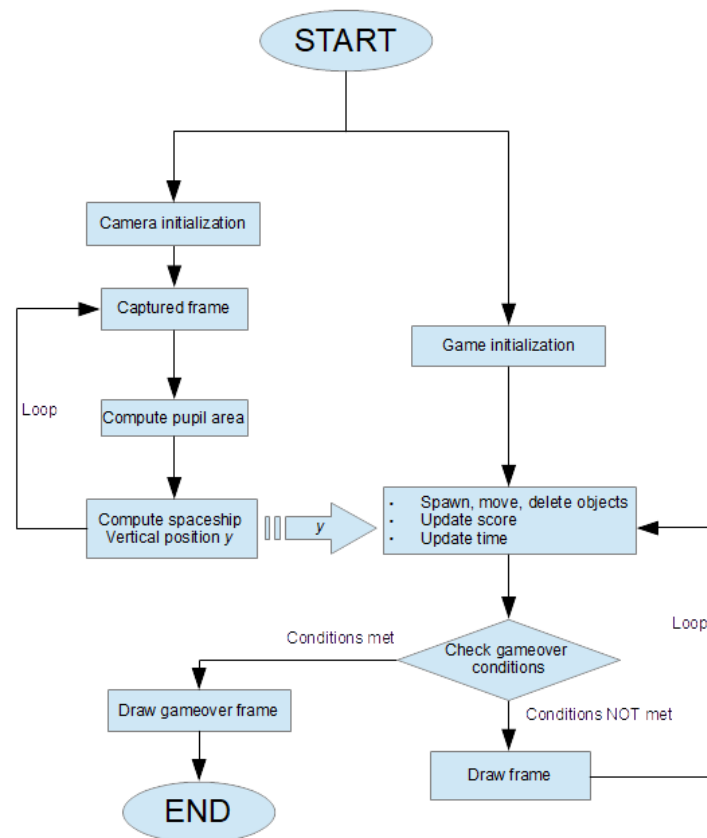 START
Camera initialization
Captured frame
Game initialization
Loop
Compute pupil area
Compute spaceship
Vertical position y
y
· Spawn, move, delete objects
· Update score
· Update time
Conditions met
Check gameover
conditions
Loop
Draw gameover frame
Conditions NOT met
Draw frame
END